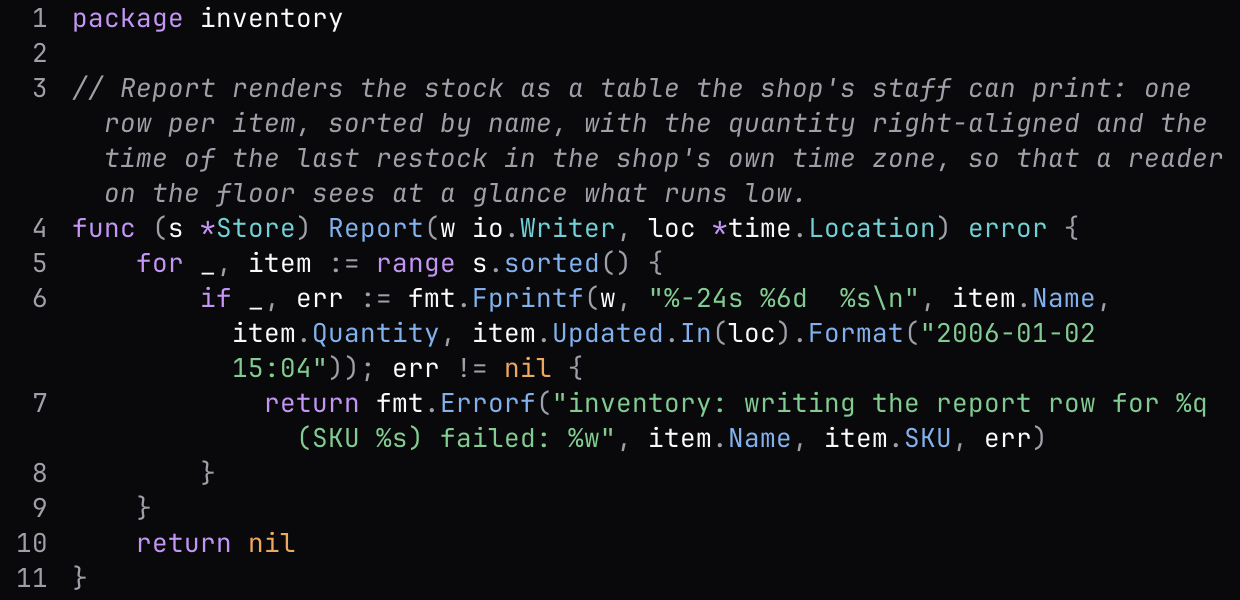 1 package inventory
2
3 // Report renders the stock as a table the shop's staff can print: one
row per item, sorted by name, with the quantity right-aligned and the
time of the last restock in the shop's own time zone, so that a reader
on the floor sees at a glance what runs low.
4 func (s *Store) Report(w io.Writer, loc *time.Location) error {
5     for _, item := range s.sorted() {
6         if _, err := fmt.Fprintf(w, "%-24s %6d  %s\n", item.Name,
item.Quantity, item.Updated.In(loc).Format("2006-01-02
15:04")); err != nil {
7             return fmt.Errorf("inventory: writing the report row for %q
(SKU %s) failed: %w", item.Name, item.SKU, err)
8         }
9     }
10     return nil
11 }